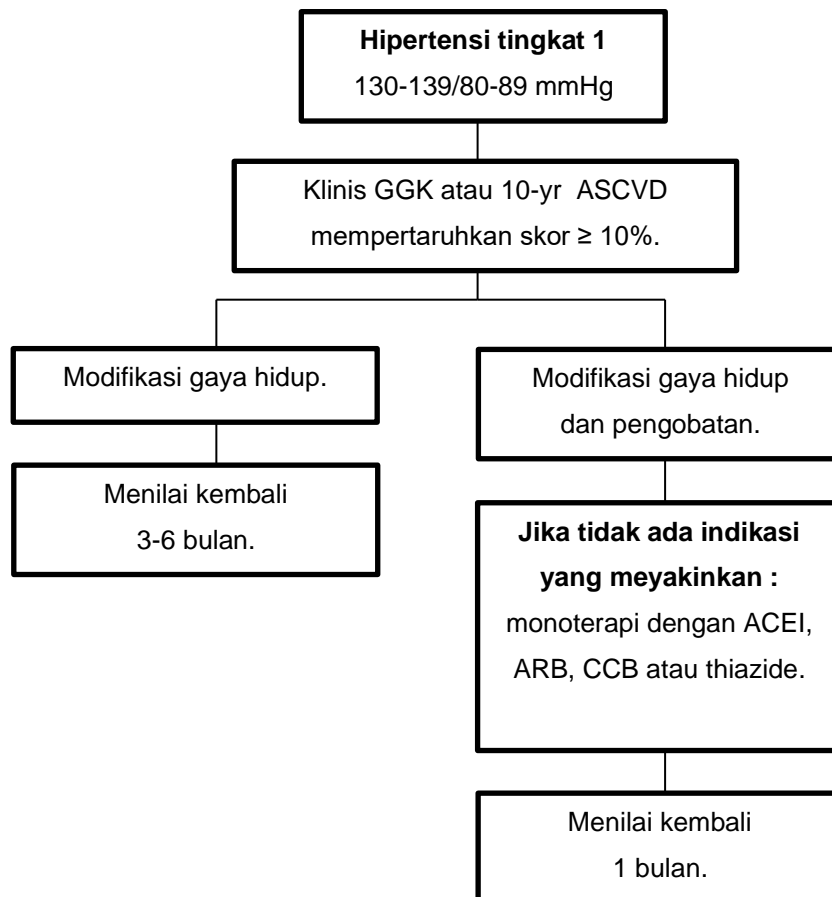 Hipertensi tingkat 1
130-139/80-89 mmHg
Klinis GGK atau 10-yr ASCVD
mempertaruhkan skor ≥ 10%.
Modifikasi gaya hidup.
Menilai kembali
3-6 bulan.
Modifikasi gaya hidup
dan pengobatan.
Jika tidak ada indikasi
yang meyakinkan :
monoterapi dengan ACEI,
ARB, CCB atau thiazide.
Menilai kembali
1 bulan.